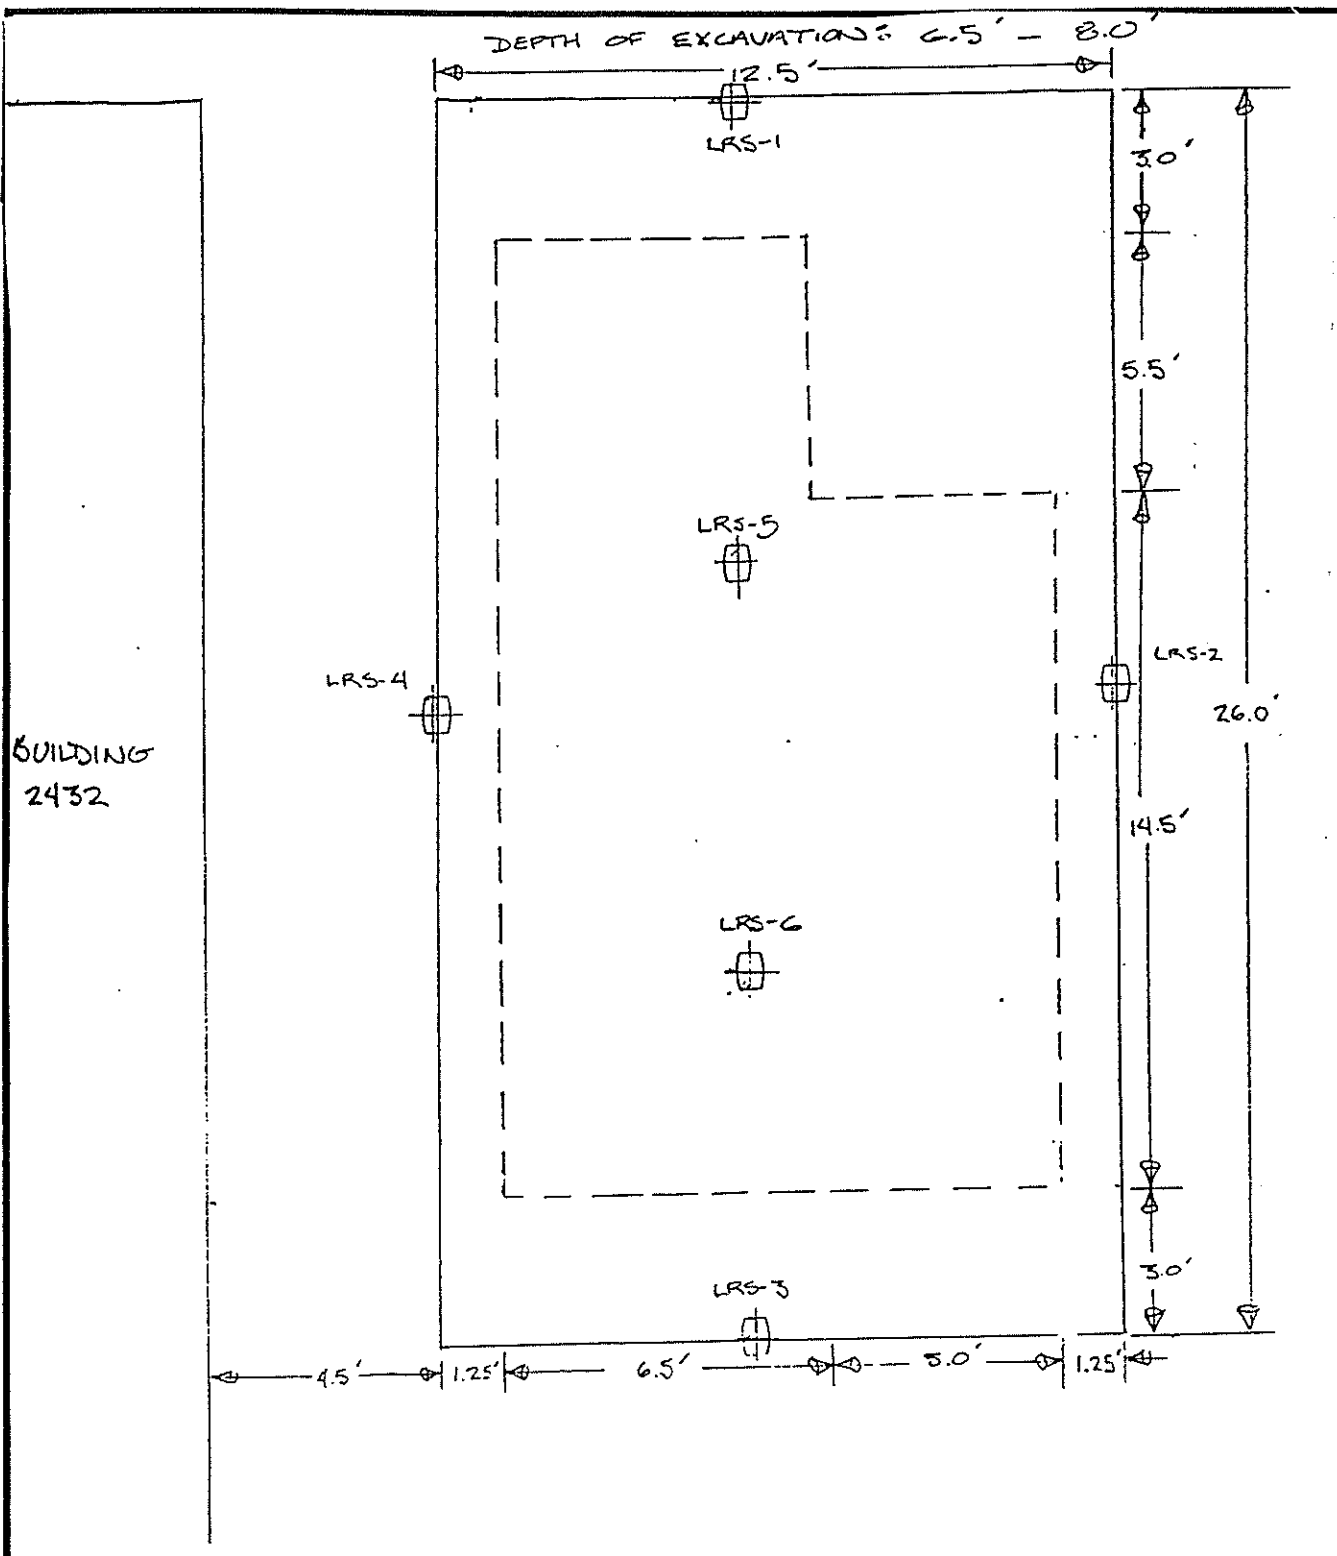 DEPTH OF EXCAVATION: 6.5' - 8.0'
12.5'
LRS-1
3.0'
5.5'
LRS-5
LRS-2
LRS-4
26.0'
BUILDING
2432
14.5'
LRS-6
3.0'
LRS-3
4.5' 1.25' 6.5' 5.0' 1.25'